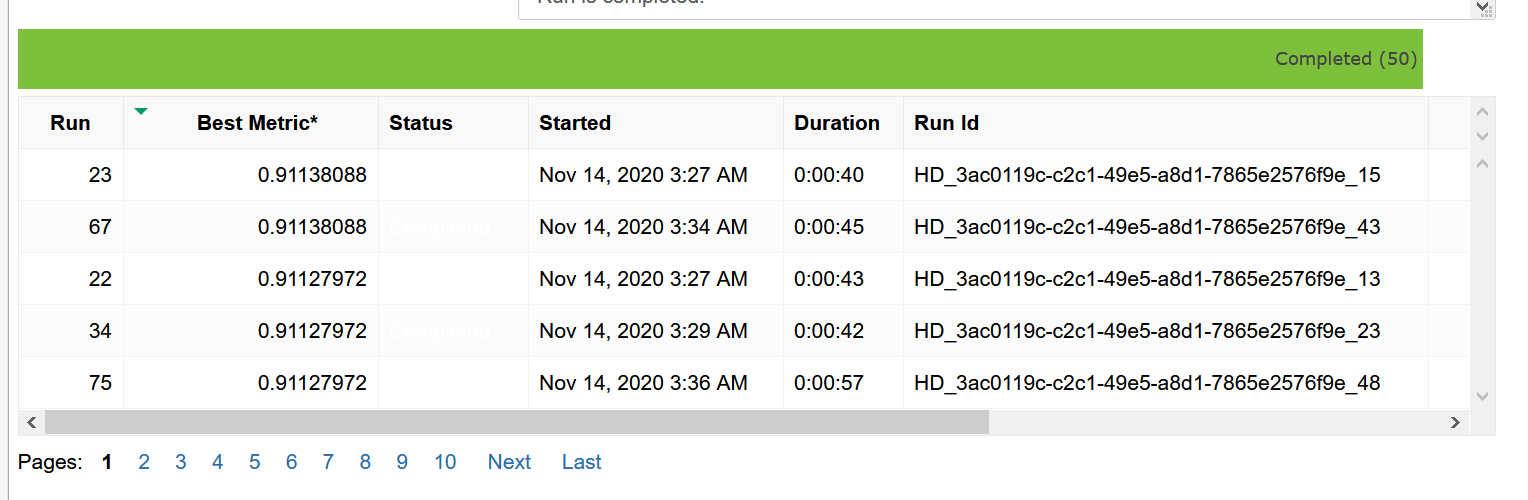 Run is completed.
Completed (50)
Run Best Metric* Status Started Duration Run Id
23 0.91138088 Nov 14, 2020 3:27 AM 0:00:40 HD_3ac0119c-c2c1-49e5-a8d1-7865e2576f9e_15
67 0.91138088 Completed Nov 14, 2020 3:34 AM 0:00:45 HD_3ac0119c-c2c1-49e5-a8d1-7865e2576f9e_43
22 0.91127972 Nov 14, 2020 3:27 AM 0:00:43 HD_3ac0119c-c2c1-49e5-a8d1-7865e2576f9e_13
34 0.91127972 Completed Nov 14, 2020 3:29 AM 0:00:42 HD_3ac0119c-c2c1-49e5-a8d1-7865e2576f9e_23
75 0.91127972 Nov 14, 2020 3:36 AM 0:00:57 HD_3ac0119c-c2c1-49e5-a8d1-7865e2576f9e_48
Pages: 1 2 3 4 5 6 7 8 9 10 Next Last